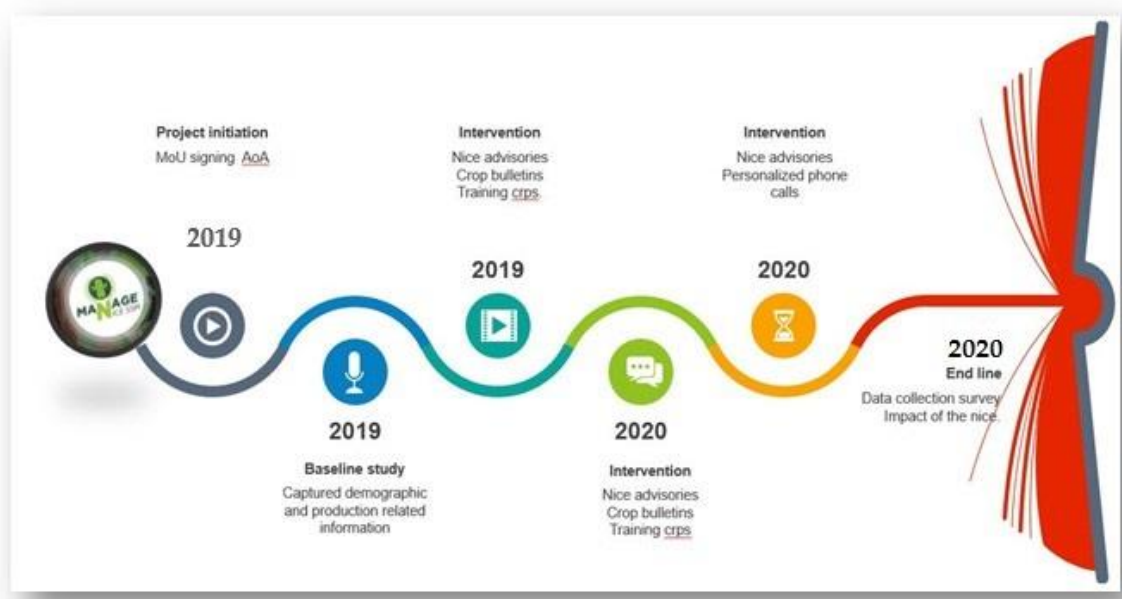 MANAGE
Project initiation
MoU signing AoA
2019
2019
Baseline study
Captured demographic
and production related
information
Intervention
Nice advisories
Crop bulletins
Training crps.
2019
2020
Intervention
Nice advisories
Crop bulletins
Training crps
Intervention
Nice advisories
Personalized phone
calls
2020
2020
End line
Data collection survey
Impact of the nice.